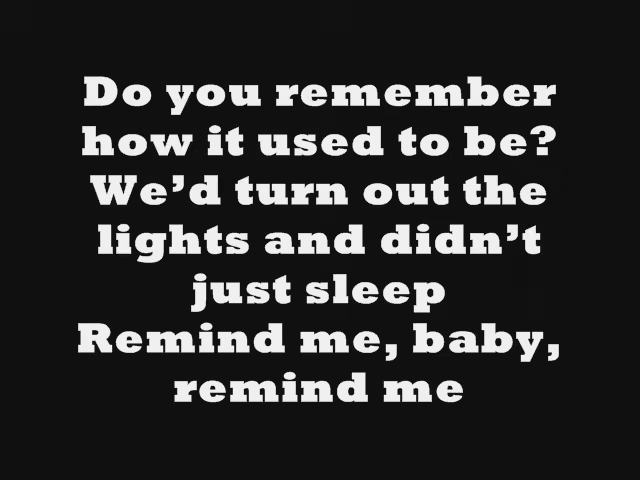 Do you remember
how it used to be?
We’d turn out the
lights and didn’t
just sleep
Remind me, baby,
remind me